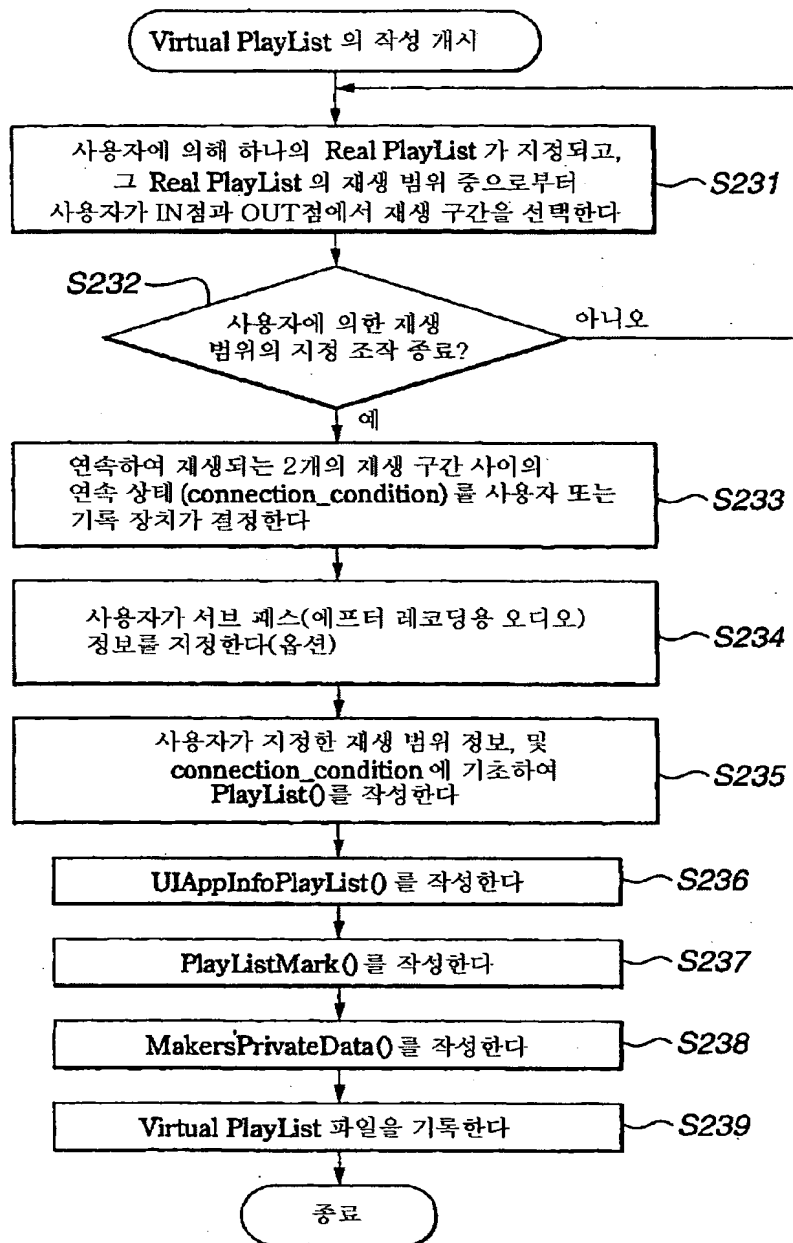 Virtual PlayList 의 작성 개시
사용자에 의해 하나의 Real PlayList 가 지정되고,
그 Real PlayList 의 재생 범위 중으로부터
사용자가 IN점과 OUT점에서 재생 구간을 선택한다
S231
S232
사용자에 의한 재생
범위의 지정 조작 종료?
아니오
예
연속하여 재생되는 2개의 재생 구간 사이의
연속 상태 (connection_condition) 를 사용자 또는
기록 장치가 결정한다
S233
사용자가 서브 패스(에프터 레코딩용 오디오)
정보를 지정한다(옵션)
S234
사용자가 지정한 재생 범위 정보, 및
connection_condition 에 기초하여
PlayList()를 작성한다
S235
UIAppInfoPlayList() 를 작성한다
S236
PlayListMark() 를 작성한다
S237
Makers'PrivateData() 를 작성한다
S238
Virtual PlayList 파일을 기록한다
S239
종료